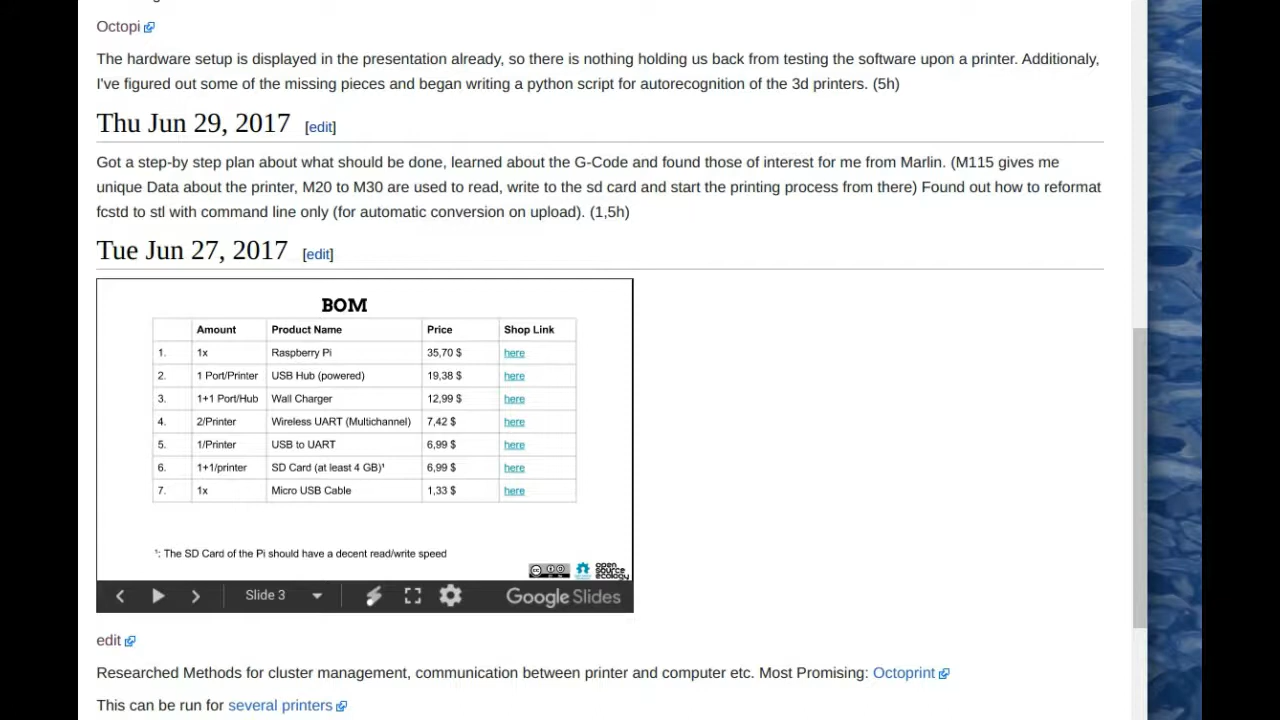 Octopi
The hardware setup is displayed in the presentation already, so there is nothing holding us back from testing the software upon a printer. Additionaly,
I've figured out some of the missing pieces and began writing a python script for autorecognition of the 3d printers. (5h)
Thu Jun 29, 2017 [edit]
Got a step-by step plan about what should be done, learned about the G-Code and found those of interest for me from Marlin. (M115 gives me
unique Data about the printer, M20 to M30 are used to read, write to the sd card and start the printing process from there) Found out how to reformat
fcstd to stl with command line only (for automatic conversion on upload). (1,5h)
Tue Jun 27, 2017 [edit]
BOM
Amount Product Name Price Shop Link
1. 1x Raspberry Pi 35,70 $ here
2. 1 Port/Printer USB Hub (powered) 19,38 $ here
3. 1+1 Port/Hub Wall Charger 12,99 $ here
4. 2/Printer Wireless UART (Multichannel) 7,42 $ here
5. 1/Printer USB to UART 6,99 $ here
6. 1+1/printer SD Card (at least 4 GB)¹ 6,99 $ here
7. 1x Micro USB Cable 1,33 $ here
¹: The SD Card of the Pi should have a decent read/write speed
open
source
ecology
Slide 3 Google Slides
edit
Researched Methods for cluster management, communication between printer and computer etc. Most Promising: Octoprint
This can be run for several printers